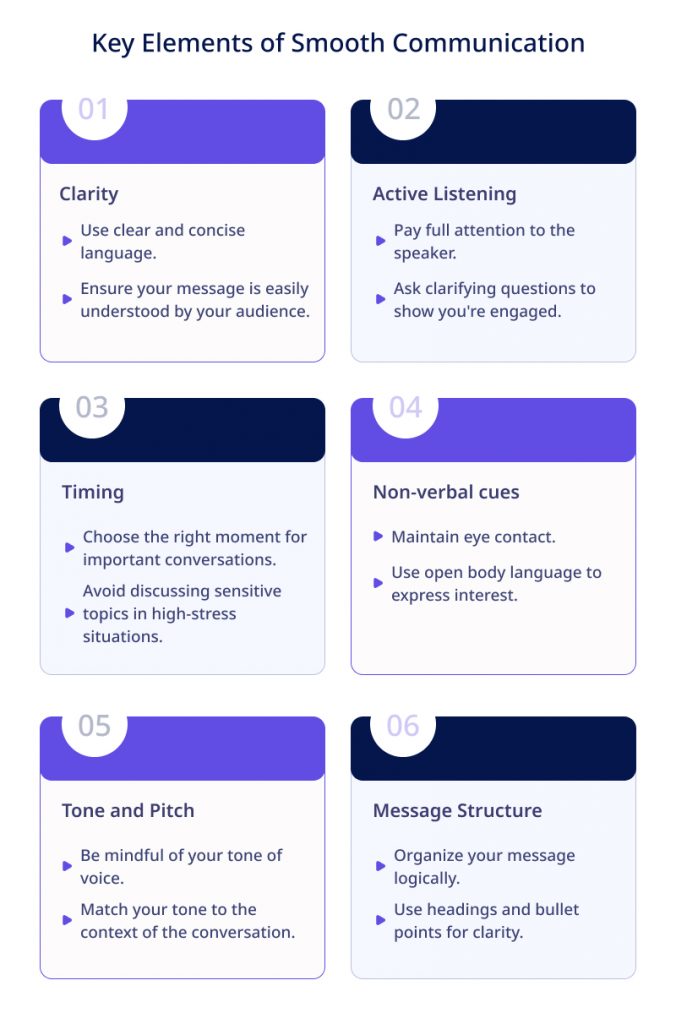 Key Elements of Smooth Communication
01
Clarity
Use clear and concise
language.
Ensure your message is easily
understood by your audience.
02
Active Listening
Pay full attention to the
speaker.
Ask clarifying questions to
show you're engaged.
03
Timing
Choose the right moment for
important conversations.
Avoid discussing sensitive
topics in high-stress
situations.
04
Non-verbal cues
Maintain eye contact.
Use open body language to
express interest.
05
Tone and Pitch
Be mindful of your tone of
voice.
Match your tone to the
context of the conversation.
06
Message Structure
Organize your message
logically.
Use headings and bullet
points for clarity.